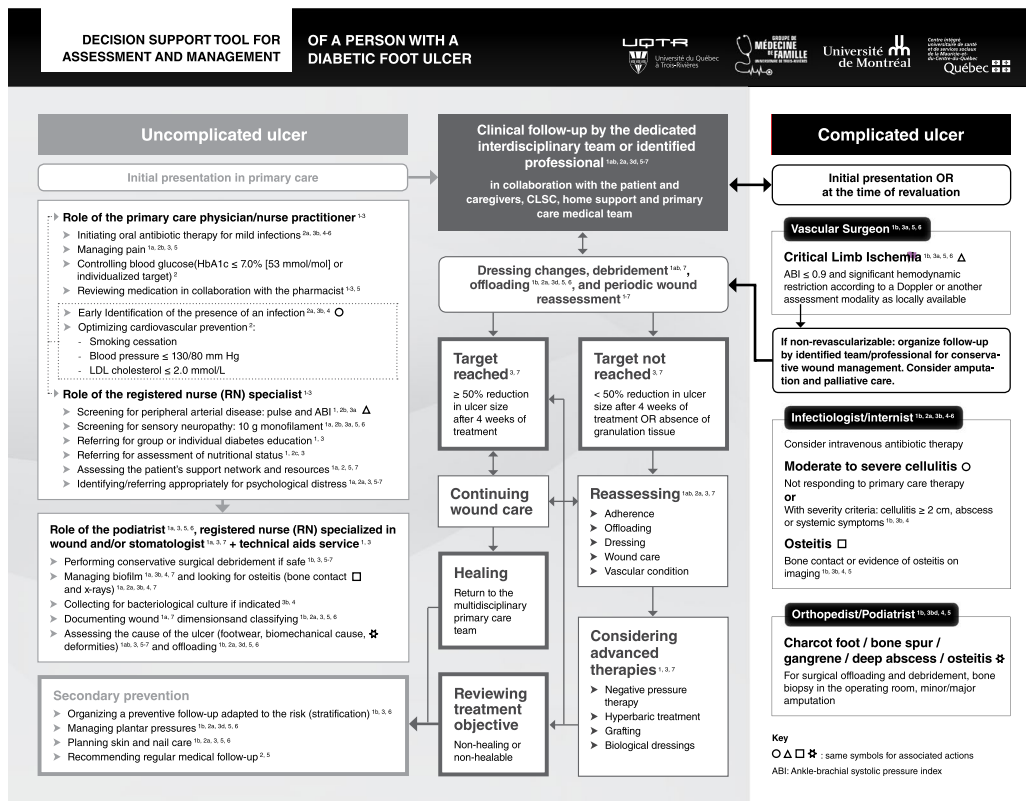 DECISION SUPPORT TOOL FOR
ASSESSMENT AND MANAGEMENT
OF A PERSON WITH A
DIABETIC FOOT ULCER
UQTR
Université du Québec
à Trois-Rivières
GROUPE DE
MÉDECINE
DE FAMILLE
UNIVERSITAIRE DE TROIS-RIVIÈRES
Université
de Montréal
Centre intégré
universitaire de santé
et de services sociaux
de la Mauricie-et-
du-Centre-du-Québec
Québec
Uncomplicated ulcer
Initial presentation in primary care
Role of the primary care physician/nurse practitioner 1-3
Initiating oral antibiotic therapy for mild infections 2a, 3b, 4-6
Managing pain 1a, 2b, 3, 5
Controlling blood glucose(HbA1c ≤ 7.0% [53 mmol/mol] or
individualized target) 2
Reviewing medication in collaboration with the pharmacist 1-3, 5
Early Identification of the presence of an infection 2a, 3b, 4
Optimizing cardiovascular prevention 2:
- Smoking cessation
- Blood pressure ≤ 130/80 mm Hg
- LDL cholesterol ≤ 2.0 mmol/L
Role of the registered nurse (RN) specialist 1-3
Screening for peripheral arterial disease: pulse and ABI 1, 2b, 3a
Screening for sensory neuropathy: 10 g monofilament 1a, 2b, 3a, 5, 6
Referring for group or individual diabetes education 1, 3
Referring for assessment of nutritional status 1, 2c, 3
Assessing the patient's support network and resources 1a, 2, 5, 7
Identifying/referring appropriately for psychological distress 1a, 2a, 3, 5-7
Role of the podiatrist 1a, 3, 5, 6, registered nurse (RN) specialized in
wound and/or stomatologist 1a, 3, 7 + technical aids service 1, 3
Performing conservative surgical debridement if safe 1b, 3, 5-7
Managing biofilm 1a, 3b, 4, 7 and looking for osteitis (bone contact
and x-rays) 1a, 2a, 3b, 4, 7
Collecting for bacteriological culture if indicated 3b, 4
Documenting wound 1a, 7 dimensionsand classifying 1b, 2a, 3, 5, 6
Assessing the cause of the ulcer (footwear, biomechanical cause,
deformities) 1ab, 3, 5-7 and offloading 1b, 2a, 3d, 5, 6
Secondary prevention
Organizing a preventive follow-up adapted to the risk (stratification) 1b, 3, 6
Managing plantar pressures 1b, 2a, 3d, 5, 6
Planning skin and nail care 1b, 2a, 3, 5, 6
Recommending regular medical follow-up 2, 5
Clinical follow-up by the dedicated
interdisciplinary team or identified
professional 1ab, 2a, 3d, 5-7
in collaboration with the patient and
caregivers, CLSC, home support and primary
care medical team
Dressing changes, debridement 1ab, 7,
offloading 1b, 2a, 3d, 5, 6, and periodic wound
reassessment 1-7
Target
reached 3, 7
≥ 50% reduction
in ulcer size
after 4 weeks of
treatment
Target not
reached 3, 7
< 50% reduction in ulcer
size after 4 weeks of
treatment OR absence of
granulation tissue
Continuing
wound care
Reassessing 1ab, 2a, 3, 7
Adherence
Offloading
Dressing
Wound care
Vascular condition
Healing
Return to the
multidisciplinary
primary care
team
Considering
advanced
therapies 1, 3, 7
Negative pressure
therapy
Hyperbaric treatment
Grafting
Biological dressings
Reviewing
treatment
objective
Non-healing or
non-healable
Complicated ulcer
Initial presentation OR
at the time of revaluation
Vascular Surgeon 1b, 3a, 5, 6
Critical Limb Ischemia 1b, 3a, 5, 6
ABI ≤ 0.9 and significant hemodynamic
restriction according to a Doppler or another
assessment modality as locally available
If non-revascularizable: organize follow-up
by identified team/professional for conserva-
tive wound management. Consider amputa-
tion and palliative care.
Infectiologist/internist 1b, 2a, 3b, 4-6
Consider intravenous antibiotic therapy
Moderate to severe cellulitis
Not responding to primary care therapy
or
With severity criteria: cellulitis ≥ 2 cm, abscess
or systemic symptoms 1b, 3b, 4
Osteitis
Bone contact or evidence of osteitis on
imaging 1b, 3b, 4, 5
Orthopedist/Podiatrist 1b, 3bd, 4, 5
Charcot foot / bone spur /
gangrene / deep abscess / osteitis
For surgical offloading and debridement, bone
biopsy in the operating room, minor/major
amputation
Key
: same symbols for associated actions
ABI: Ankle-brachial systolic pressure index